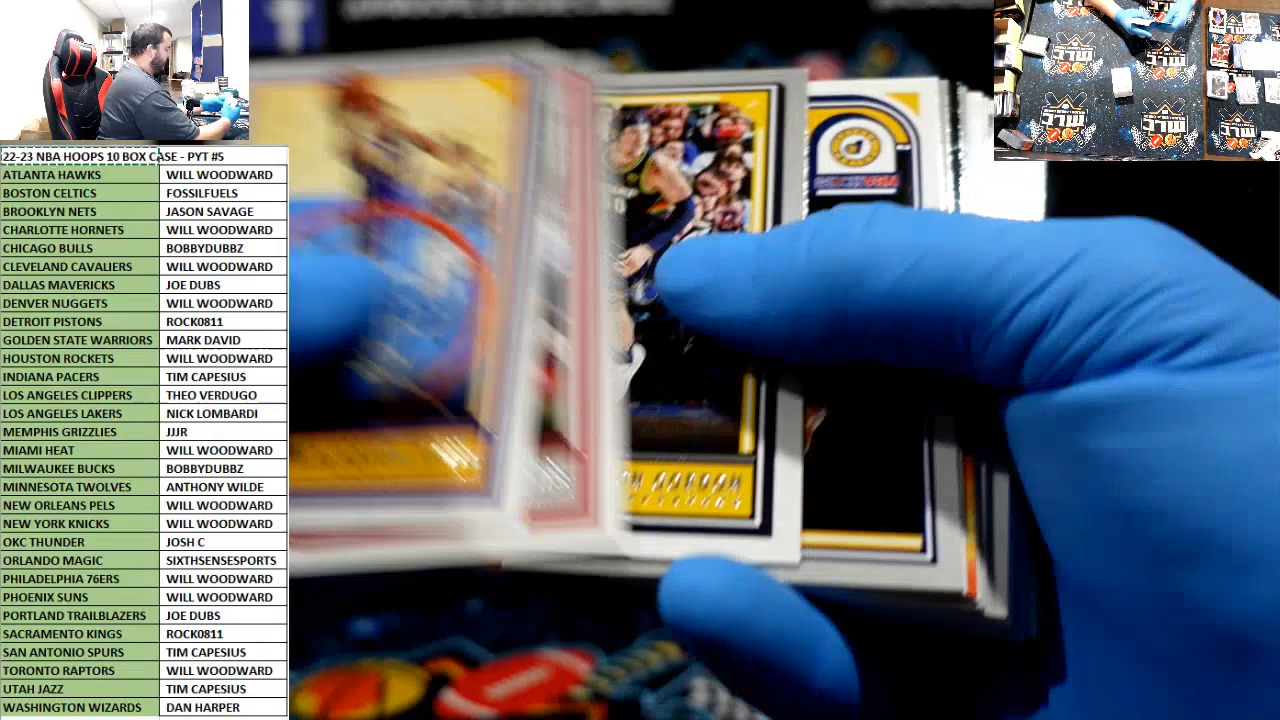 22-23 NBA HOOPS 10 BOX CASE - PYT #5
ATLANTA HAWKS WILL WOODWARD
BOSTON CELTICS FOSSILFUELS
BROOKLYN NETS JASON SAVAGE
CHARLOTTE HORNETS WILL WOODWARD
CHICAGO BULLS BOBBYDUBBZ
CLEVELAND CAVALIERS WILL WOODWARD
DALLAS MAVERICKS JOE DUBS
DENVER NUGGETS WILL WOODWARD
DETROIT PISTONS ROCK0811
GOLDEN STATE WARRIORS MARK DAVID
HOUSTON ROCKETS WILL WOODWARD
INDIANA PACERS TIM CAPESIUS
LOS ANGELES CLIPPERS THEO VERDUGO
LOS ANGELES LAKERS NICK LOMBARDI
MEMPHIS GRIZZLIES JJJR
MIAMI HEAT WILL WOODWARD
MILWAUKEE BUCKS BOBBYDUBBZ
MINNESOTA TWOLVES ANTHONY WILDE
NEW ORLEANS PELS WILL WOODWARD
NEW YORK KNICKS WILL WOODWARD
OKC THUNDER JOSH C
ORLANDO MAGIC SIXTHSENSESPORTS
PHILADELPHIA 76ERS WILL WOODWARD
PHOENIX SUNS WILL WOODWARD
PORTLAND TRAILBLAZERS JOE DUBS
SACRAMENTO KINGS ROCK0811
SAN ANTONIO SPURS TIM CAPESIUS
TORONTO RAPTORS WILL WOODWARD
UTAH JAZZ TIM CAPESIUS
WASHINGTON WIZARDS DAN HARPER